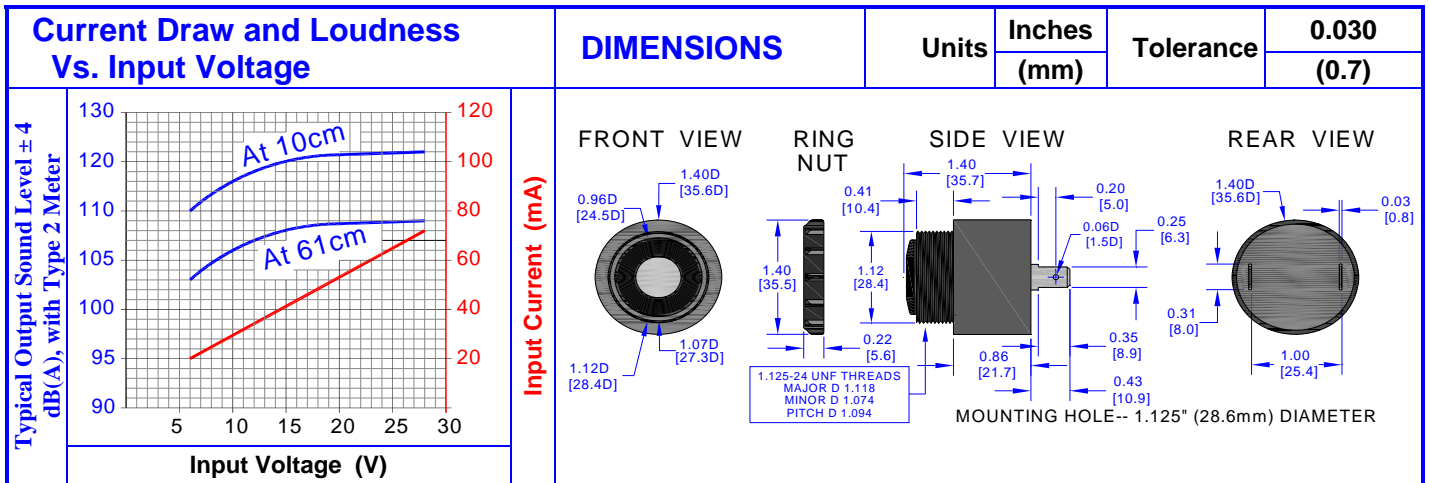 Current Draw and Loudness
Vs. Input Voltage
DIMENSIONS
Units
Inches
(mm)
Tolerance
0.030
(0.7)
Typical Output Sound Level ± 4
dB(A), with Type 2 Meter
130
120
110
105
100
95
90
At 10cm
At 61cm
120
100
80
60
40
20
5 10 15 20 25 30
Input Voltage (V)
Input Current (mA)
FRONT VIEW
1.40D
[35.6D]
0.96D
[24.5D]
1.12D
[28.4D]
1.07D
[27.3D]
RING
NUT
1.40
[35.5]
0.22
[5.6]
SIDE VIEW
1.40
[35.7]
0.41
[10.4]
0.20
[5.0]
0.06D
[1.5D]
0.25
[6.3]
1.12
[28.4]
0.35
[8.9]
0.86
[21.7]
0.43
[10.9]
1.125-24 UNF THREADS
MAJOR D 1.118
MINOR D 1.074
PITCH D 1.094
REAR VIEW
1.40D
[35.6D]
0.03
[0.8]
0.31
[8.0]
1.00
[25.4]
MOUNTING HOLE-- 1.125" (28.6mm) DIAMETER